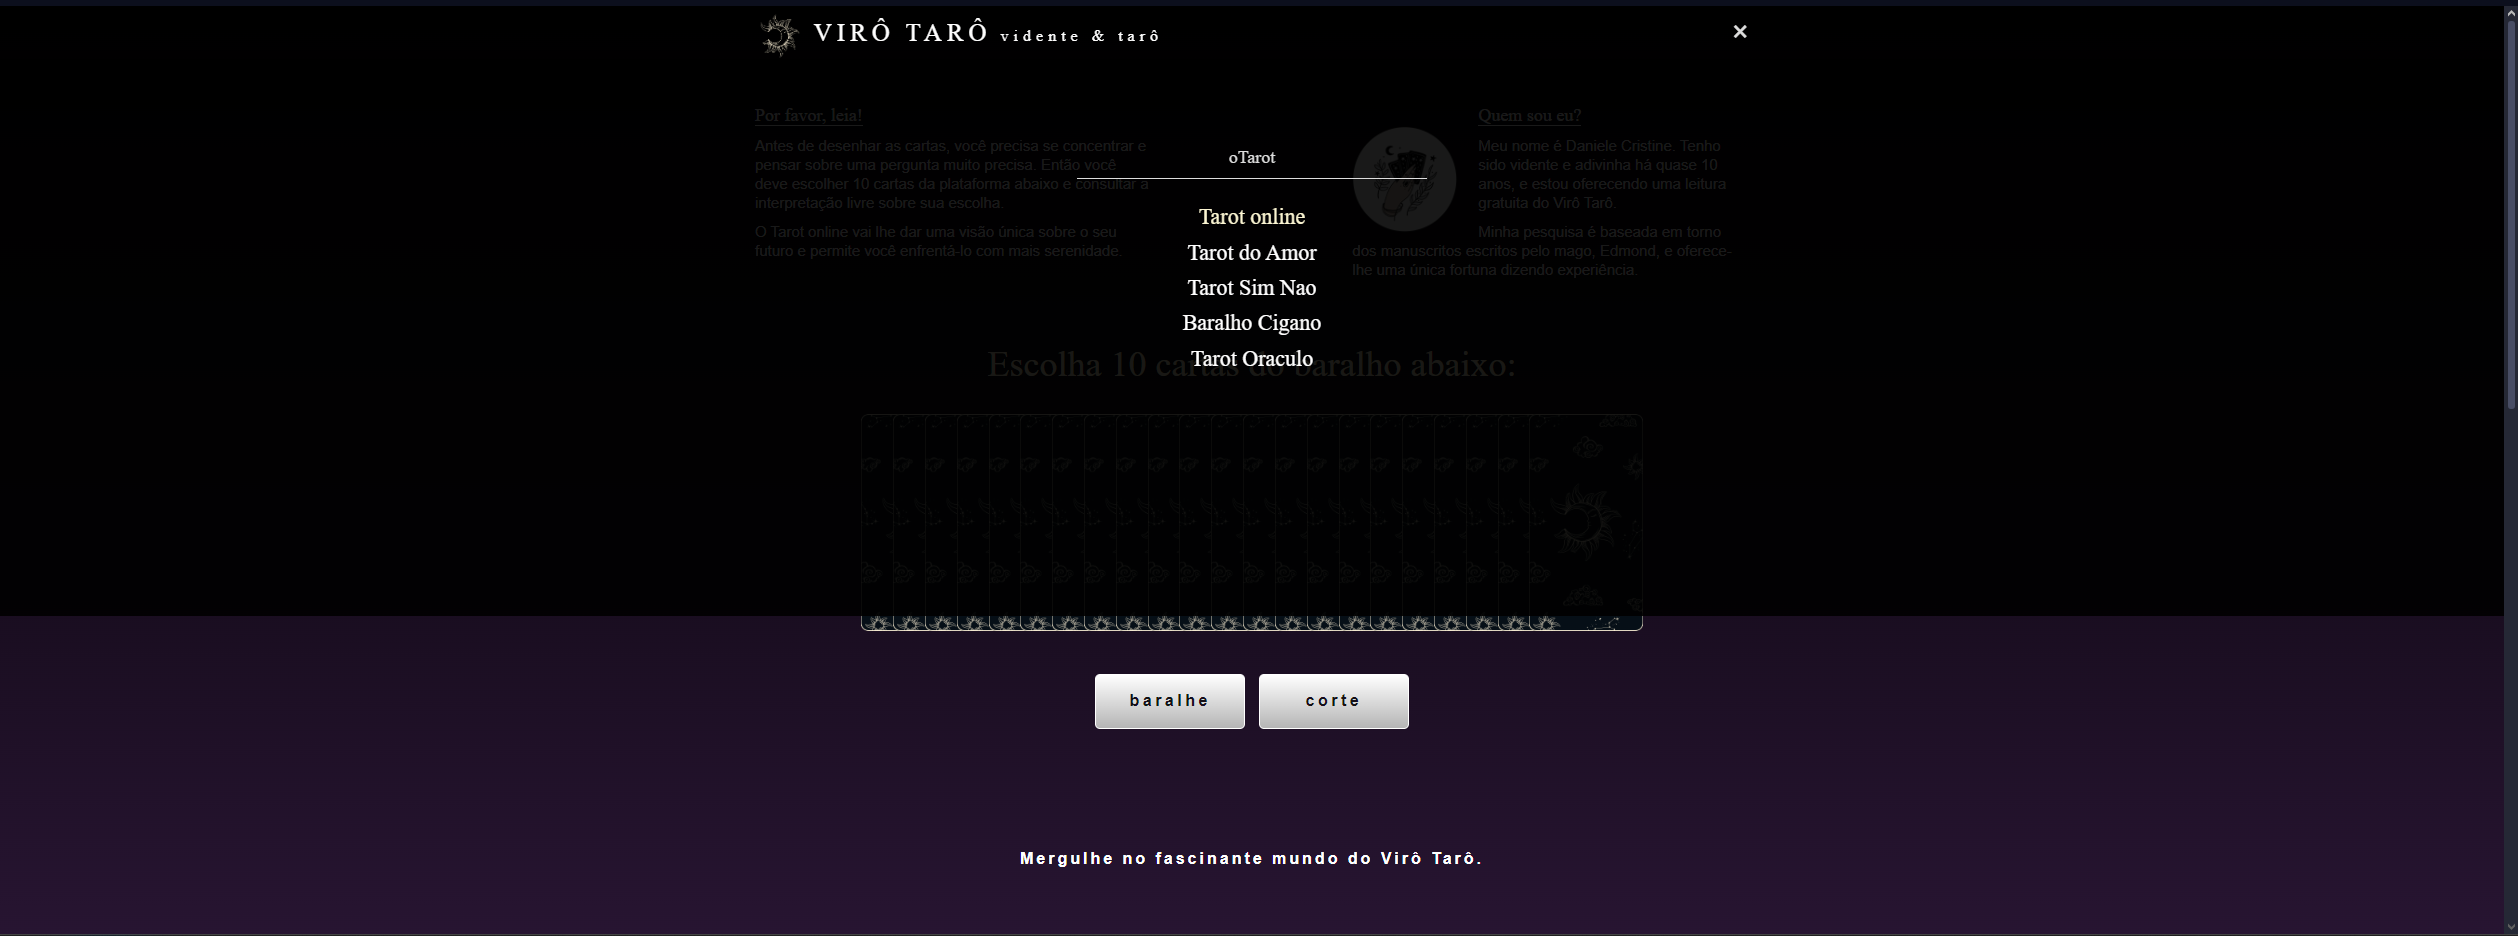 VIRÔ TARÔ vidente & tarô
×
Por favor, leia!
Antes de desenhar as cartas, você precisa se concentrar e
pensar sobre uma pergunta muito precisa. Então você
deve escolher 10 cartas da plataforma abaixo e consultar a
interpretação livre sobre sua escolha.
O Tarot online vai lhe dar uma visão única sobre o seu
futuro e permite você enfrentá-lo com mais serenidade.
oTarot
Tarot online
Tarot do Amor
Tarot Sim Nao
Baralho Cigano
Tarot Oraculo
Quem sou eu?
Meu nome é Daniele Cristine. Tenho
sido vidente e adivinha há quase 10
anos, e estou oferecendo uma leitura
gratuita do Virô Tarô.
Minha pesquisa é baseada em torno
dos manuscritos escritos pelo mago, Edmond, e oferece-
lhe uma única fortuna dizendo experiência.
Escolha 10 cartas do baralho abaixo:
baralhe
corte
Mergulhe no fascinante mundo do Virô Tarô.